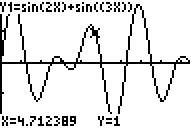 Y1=sin(2X)+sin((3X))
X=4.712389 Y=1